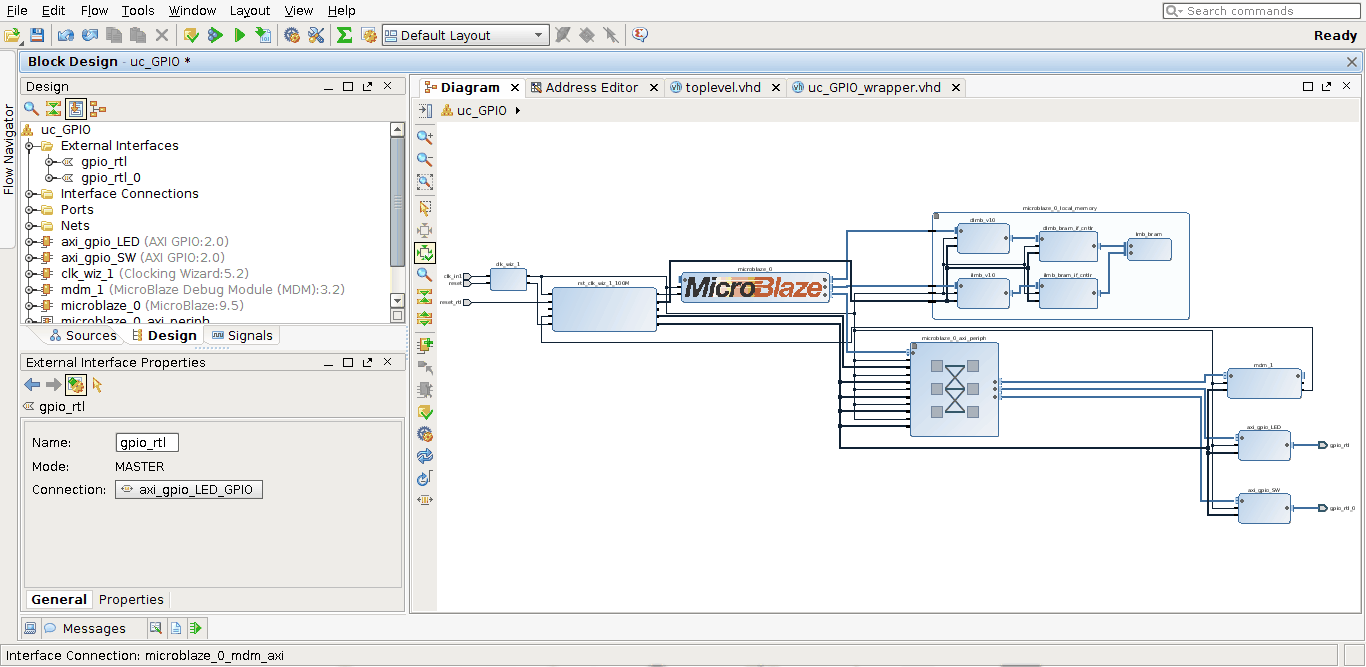 File Edit Flow Tools Window Layout View Help
Search commands
Default Layout
Ready
Block Design - uc_GPIO *
Design
Diagram
Address Editor
toplevel.vhd
uc_GPIO_wrapper.vhd
uc_GPIO
Flow Navigator
uc_GPIO
External Interfaces
gpio_rtl
gpio_rtl_0
Interface Connections
Ports
Nets
axi_gpio_LED (AXI GPIO:2.0)
axi_gpio_SW (AXI GPIO:2.0)
clk_wiz_1 (Clocking Wizard:5.2)
mdm_1 (MicroBlaze Debug Module (MDM):3.2)
microblaze_0 (MicroBlaze:9.5)
microblaze_0_axi_periph
Sources
Design
Signals
External Interface Properties
gpio_rtl
Name: gpio_rtl
Mode: MASTER
Connection: axi_gpio_LED_GPIO
General Properties
Messages
Interface Connection: microblaze_0_mdm_axi
clk_in1
reset
reset_rtl
clk_wiz_1
rst_clk_wiz_1_100M
microblaze_0
MicroBlaze
microblaze_0_local_memory
dlmb_v10
dlmb_bram_if_cntlr
lmb_bram
ilmb_v10
ilmb_bram_if_cntlr
microblaze_0_axi_periph
mdm_1
axi_gpio_LED
gpio_rtl
axi_gpio_SW
gpio_rtl_0